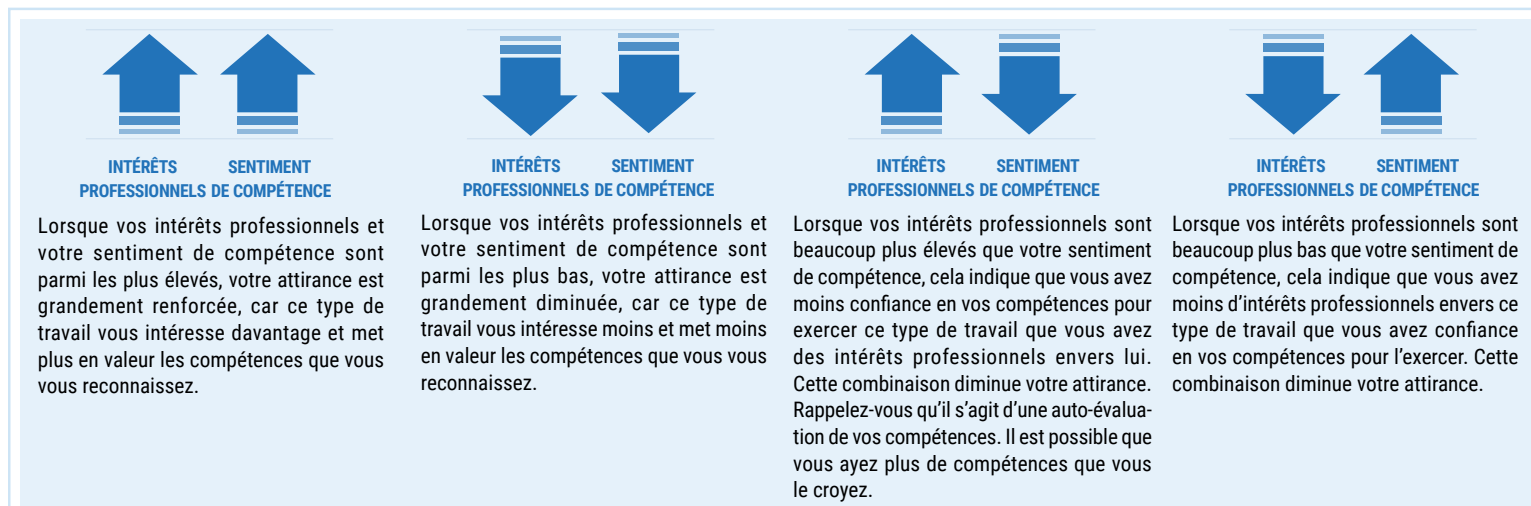 INTÉRÊTS
PROFESSIONNELS
SENTIMENT
DE COMPÉTENCE
Lorsque vos intérêts professionnels et
votre sentiment de compétence sont
parmi les plus élevés, votre attirance est
grandement renforcée, car ce type de
travail vous intéresse davantage et met
plus en valeur les compétences que vous
vous reconnaissez.
INTÉRÊTS
PROFESSIONNELS
SENTIMENT
DE COMPÉTENCE
Lorsque vos intérêts professionnels et
votre sentiment de compétence sont
parmi les plus bas, votre attirance est
grandement diminuée, car ce type de
travail vous intéresse moins et met moins
en valeur les compétences que vous vous
reconnaissez.
INTÉRÊTS
PROFESSIONNELS
SENTIMENT
DE COMPÉTENCE
Lorsque vos intérêts professionnels sont
beaucoup plus élevés que votre sentiment
de compétence, cela indique que vous avez
moins confiance en vos compétences pour
exercer ce type de travail que vous avez
des intérêts professionnels envers lui.
Cette combinaison diminue votre attirance.
Rappelez-vous qu’il s’agit d’une auto-évalua-
tion de vos compétences. Il est possible que
vous ayez plus de compétences que vous
le croyez.
INTÉRÊTS
PROFESSIONNELS
SENTIMENT
DE COMPÉTENCE
Lorsque vos intérêts professionnels sont
beaucoup plus bas que votre sentiment de
compétence, cela indique que vous avez
moins d’intérêts professionnels envers ce
type de travail que vous avez confiance
en vos compétences pour l’exercer. Cette
combinaison diminue votre attirance.